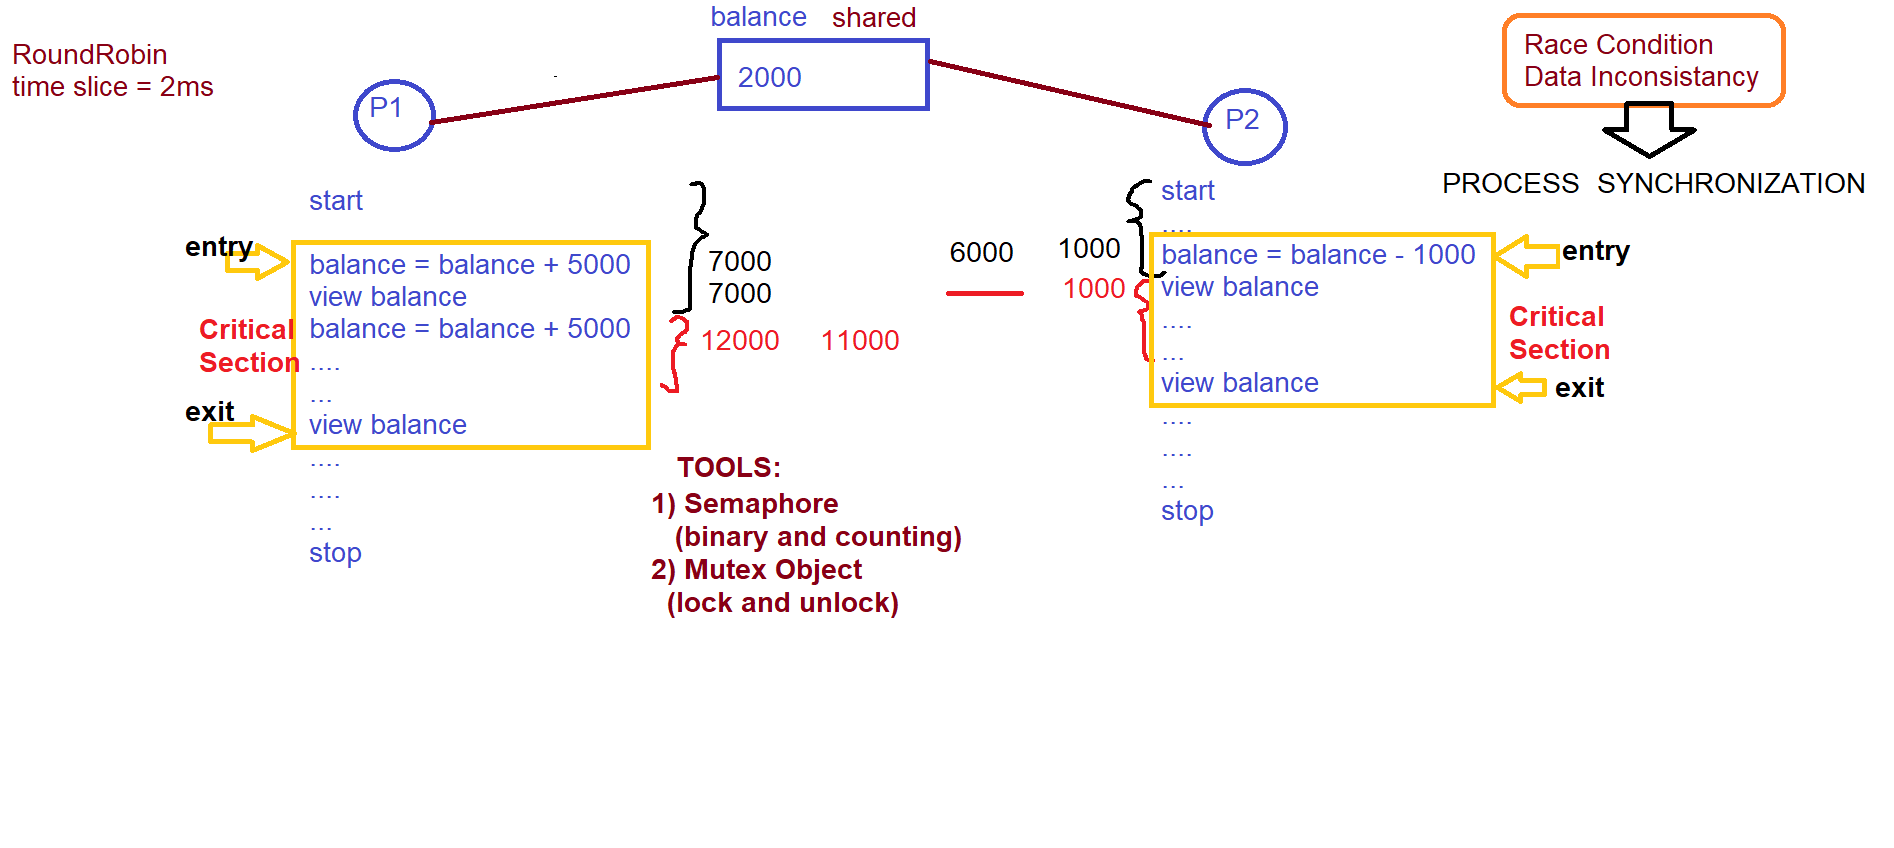 balance shared
RoundRobin
time slice = 2ms
2000
P1
P2
Race Condition
Data Inconsistancy
PROCESS SYNCHRONIZATION
start
entry
balance = balance + 5000
view balance
balance = balance + 5000
Critical
Section
....
...
exit
view balance
....
....
...
stop
7000
7000
12000 11000
6000 1000
1000
start
....
balance = balance - 1000
entry
view balance
....
...
Critical
Section
view balance
exit
....
....
...
stop
TOOLS:
1) Semaphore
(binary and counting)
2) Mutex Object
(lock and unlock)